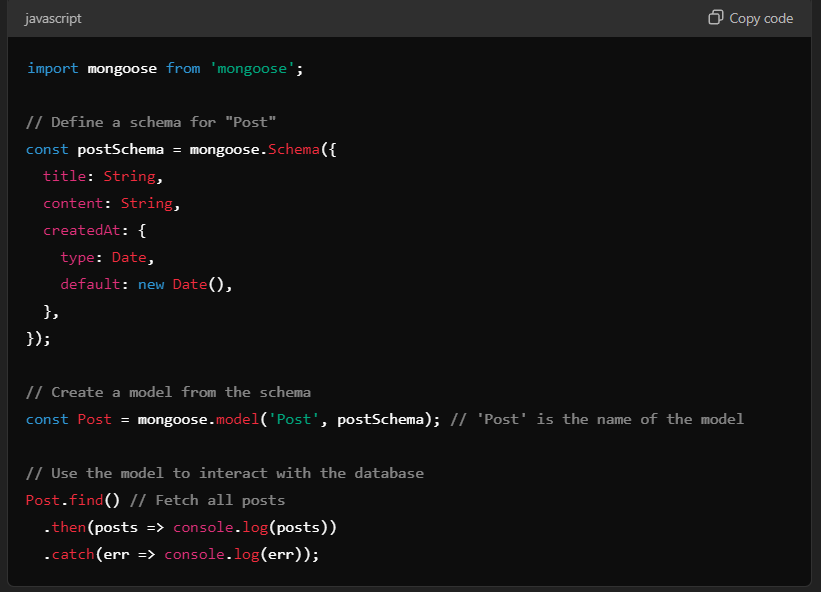 javascript
Copy code
import mongoose from 'mongoose';
// Define a schema for "Post"
const postSchema = mongoose.Schema({
  title: String,
  content: String,
  createdAt: {
    type: Date,
    default: new Date(),
  },
});
// Create a model from the schema
const Post = mongoose.model('Post', postSchema); // 'Post' is the name of the model
// Use the model to interact with the database
Post.find() // Fetch all posts
  .then(posts => console.log(posts))
  .catch(err => console.log(err));